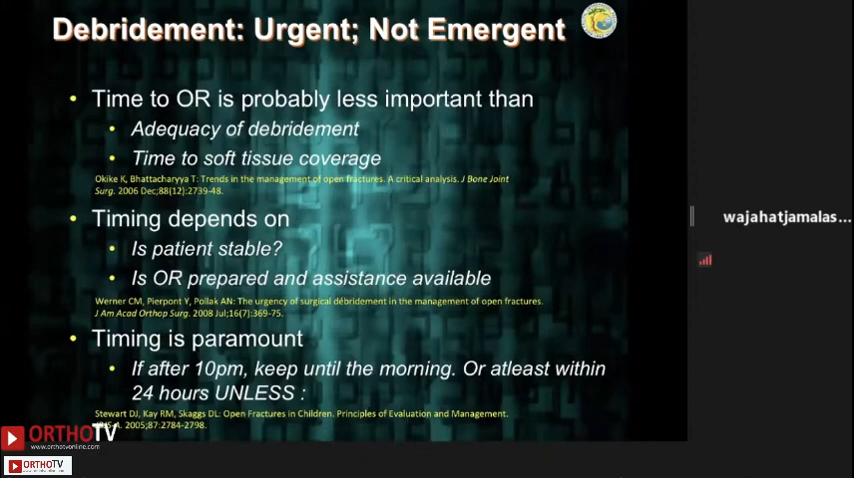 Debridement: Urgent; Not Emergent
• Time to OR is probably less important than
• Adequacy of debridement
• Time to soft tissue coverage
Okike K, Bhattacharyya T: Trends in the management of open fractures. A critical analysis. J Bone Joint
Surg. 2006 Dec;88(12):2739-48.
• Timing depends on
• Is patient stable?
• Is OR prepared and assistance available
Werner CM, Pierpont Y, Pollak AN: The urgency of surgical débridement in the management of open fractures.
J Am Acad Orthop Surg. 2008 Jul;16(7):369-75.
• Timing is paramount
• If after 10pm, keep until the morning. Or atleast within
24 hours UNLESS :
Stewart DJ, Kay RM, Skaggs DL: Open Fractures in Children. Principles of Evaluation and Management.
2005;87:2784-2798.
wajahatjamalas...
ORTHOTV
www.orthotvonline.com
ORTHOTV